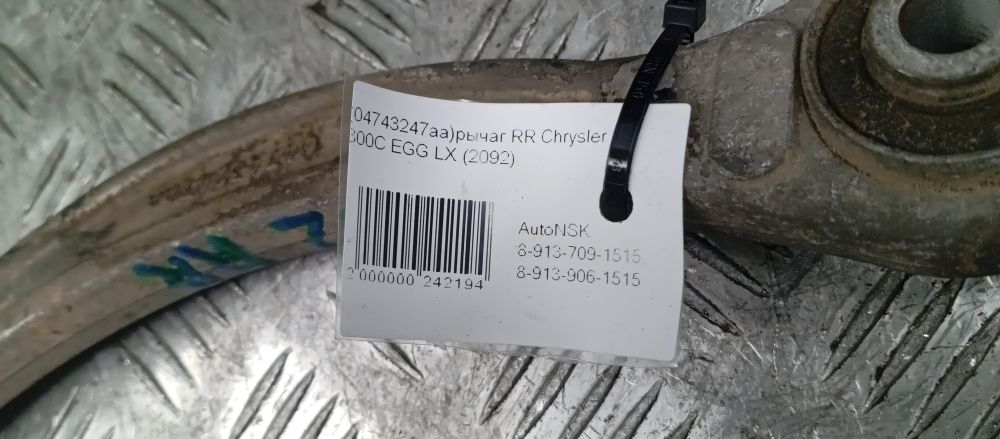 (04743247aa)рычаг RR Chrysler
300C EGG LX (2092)
AutoNSK
8-913-709-1515
8-913-906-1515
2 000000 242194